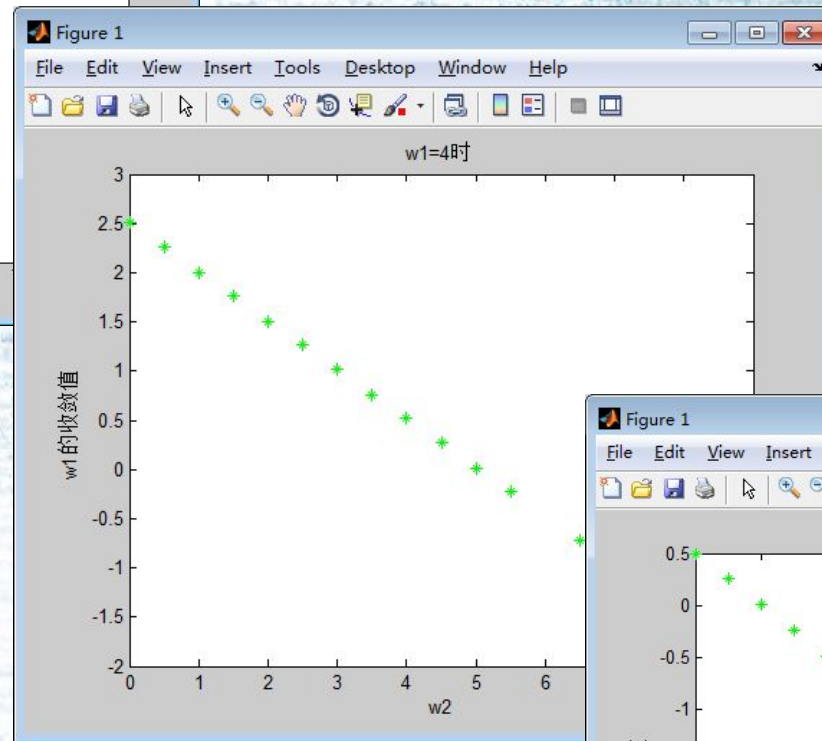 Figure 1
File Edit View Insert Tools Desktop Window Help
w1=4时
3
2.5
2
1.5
1
0.5
0
-0.5
-1
-1.5
-2
w1的收敛值
0 1 2 3 4 5 6
w2
Figure 1
File Edit View Insert
0.5
0
-0.5
-1